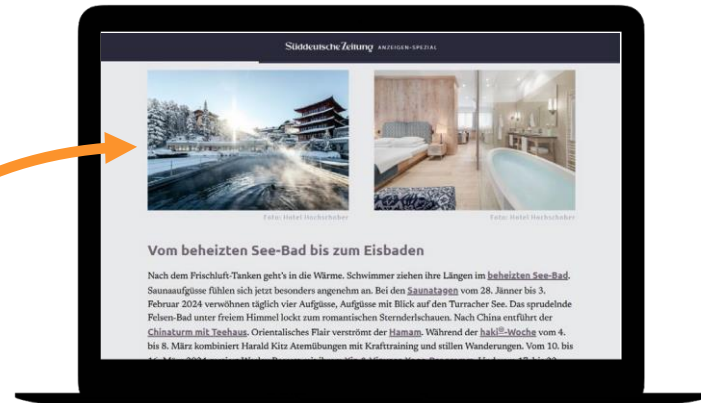 Süddeutsche Zeitung ANZEIGEN-SPEZIAL
Foto: Hotel Hochschober
Foto: Hotel Hochschober
Vom beheizten See-Bad bis zum Eisbaden
Nach dem Frischluft-Tanken geht's in die Wärme. Schwimmer ziehen ihre Längen im beheizten See-Bad.
Saunaaufgüsse fühlen sich jetzt besonders angenehm an. Bei den Saunatagen vom 28. Jänner bis 3.
Februar 2024 verwöhnen täglich vier Aufgüsse, Aufgüsse mit Blick auf den Turracher See. Das sprudelnde
Felsen-Bad unter freiem Himmel lockt zum romantischen Sternderlschauen. Nach China entführt der
Chinaturm mit Teehaus. Orientalisches Flair verströmt der Hamam. Während der haki®-Woche vom 4.
bis 8. März kombiniert Harald Kitz Atemübungen mit Krafttraining und stillen Wanderungen. Vom 10. bis